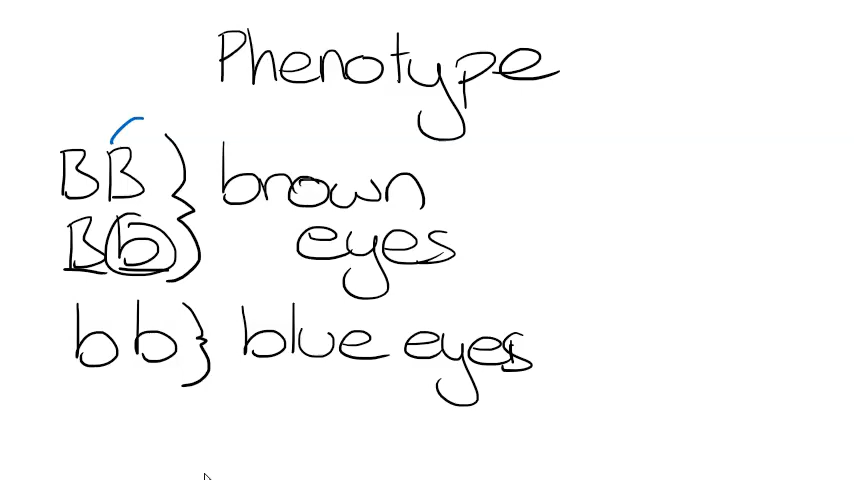 Phenotype
BB } brown
Bb } eyes
bb } blue eyes